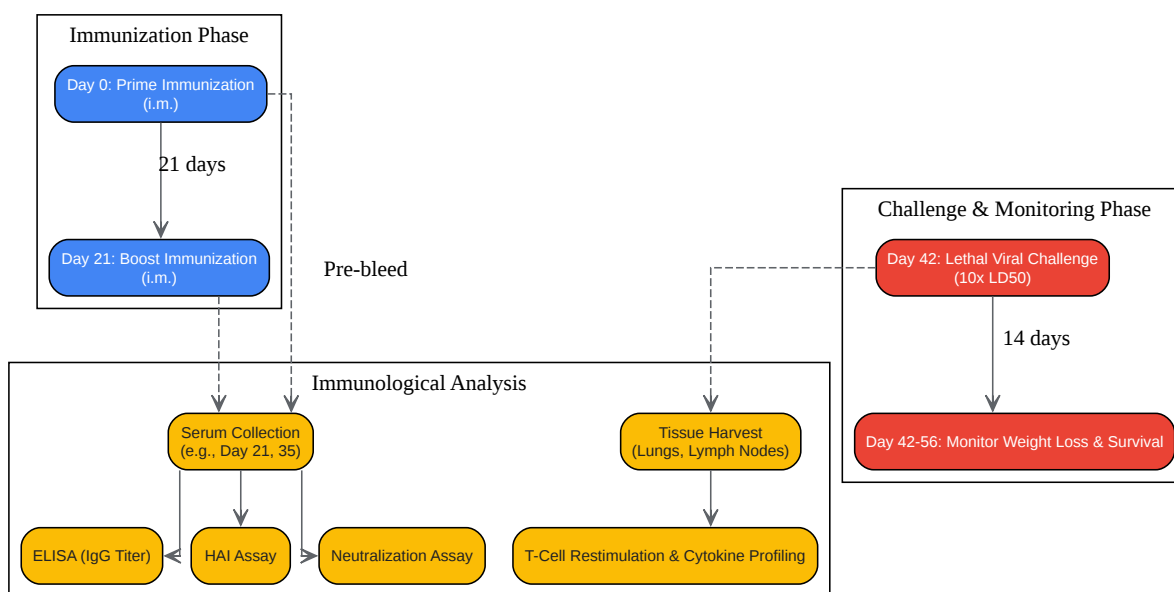 Immunization Phase
Day 0: Prime Immunization
(i.m.)
21 days
Day 21: Boost Immunization
(i.m.)
Pre-bleed
Challenge & Monitoring Phase
Day 42: Lethal Viral Challenge
(10x LD50)
14 days
Day 42-56: Monitor Weight Loss & Survival
Immunological Analysis
Serum Collection
(e.g., Day 21, 35)
Tissue Harvest
(Lungs, Lymph Nodes)
ELISA (IgG Titer)
HAI Assay
Neutralization Assay
T-Cell Restimulation & Cytokine Profiling